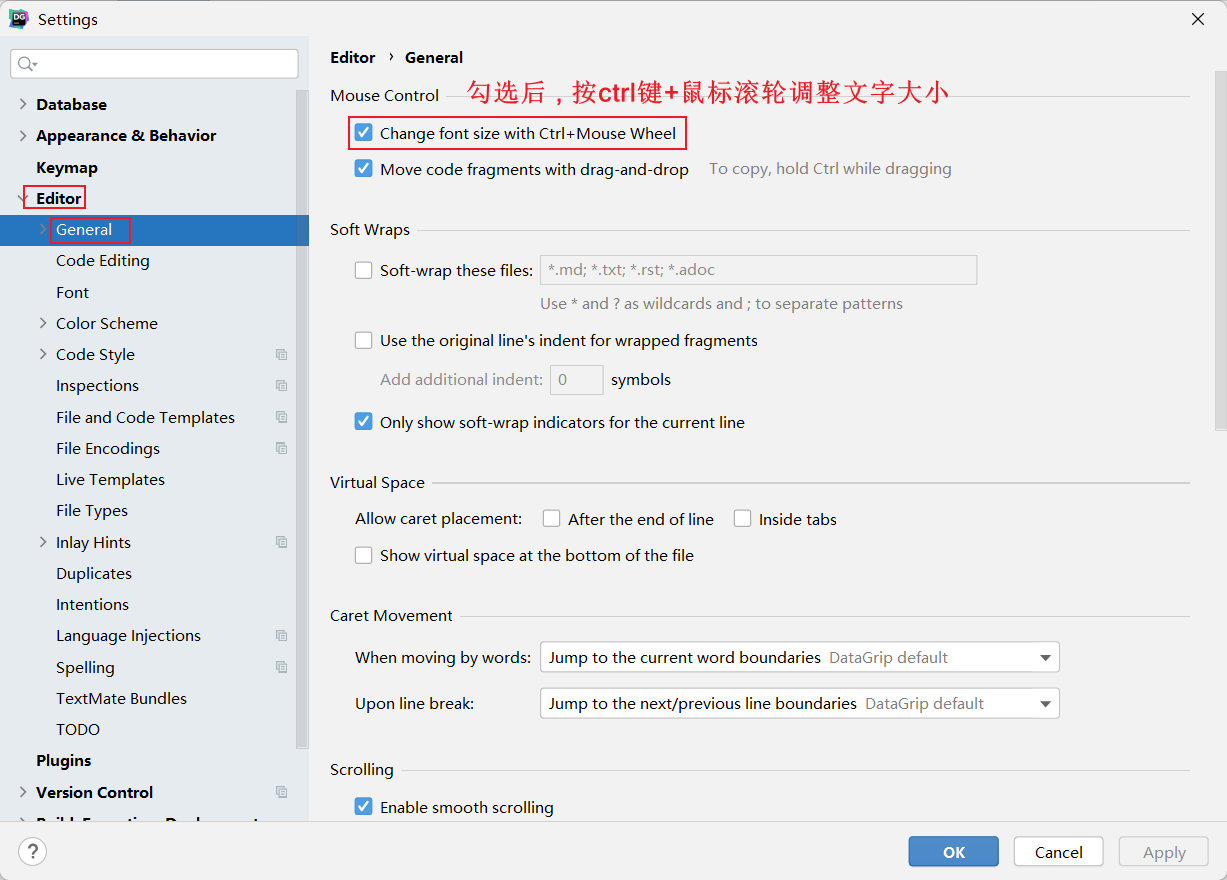 DG Settings
Database
Appearance & Behavior
Keymap
Editor
General
Code Editing
Font
Color Scheme
Code Style
Inspections
File and Code Templates
File Encodings
Live Templates
File Types
Inlay Hints
Duplicates
Intentions
Language Injections
Spelling
TextMate Bundles
TODO
Plugins
Version Control
Editor › General
Mouse Control 勾选后，按ctrl键+鼠标滚轮调整文字大小
Change font size with Ctrl+Mouse Wheel
Move code fragments with drag-and-drop To copy, hold Ctrl while dragging
Soft Wraps
Soft-wrap these files: *.md; *.txt; *.rst; *.adoc
Use * and ? as wildcards and ; to separate patterns
Use the original line's indent for wrapped fragments
Add additional indent: 0 symbols
Only show soft-wrap indicators for the current line
Virtual Space
Allow caret placement: After the end of line Inside tabs
Show virtual space at the bottom of the file
Caret Movement
When moving by words: Jump to the current word boundaries DataGrip default
Upon line break: Jump to the next/previous line boundaries DataGrip default
Scrolling
Enable smooth scrolling
? OK Cancel Apply